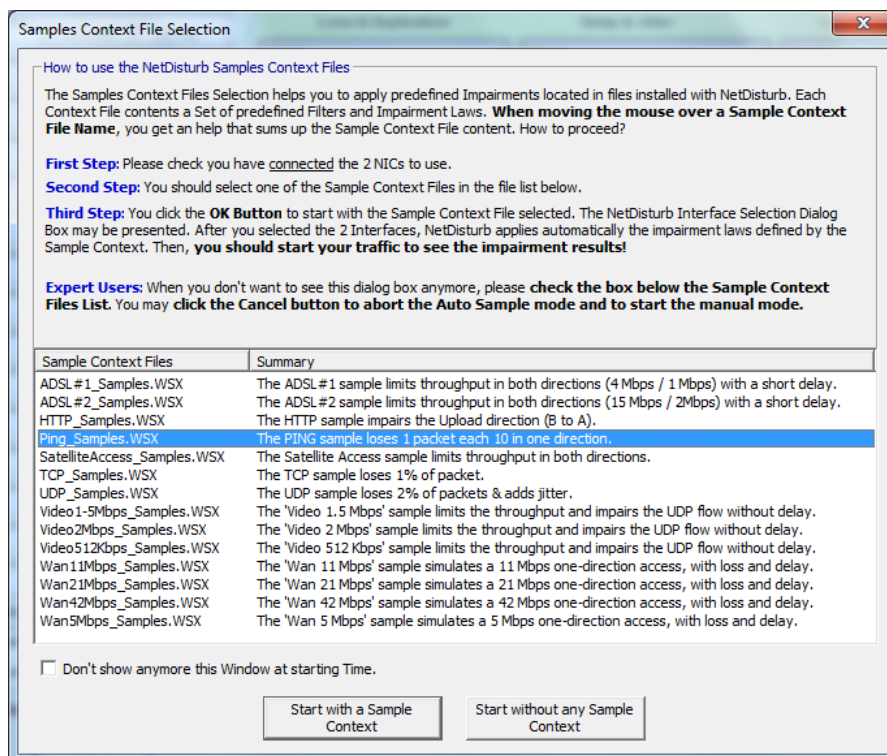 Samples Context File Selection
How to use the NetDisturb Samples Context Files
The Samples Context Files Selection helps you to apply predefined Impairments located in files installed with NetDisturb. Each
Context File contents a Set of predefined Filters and Impairment Laws. When moving the mouse over a Sample Context
File Name, you get an help that sums up the Sample Context File content. How to proceed?
First Step: Please check you have connected the 2 NICs to use.
Second Step: You should select one of the Sample Context Files in the file list below.
Third Step: You click the OK Button to start with the Sample Context File selected. The NetDisturb Interface Selection Dialog
Box may be presented. After you selected the 2 Interfaces, NetDisturb applies automatically the impairment laws defined by the
Sample Context. Then, you should start your traffic to see the impairment results!
Expert Users: When you don't want to see this dialog box anymore, please check the box below the Sample Context
Files List. You may click the Cancel button to abort the Auto Sample mode and to start the manual mode.
Sample Context Files Summary
ADSL#1_Samples.WSX The ADSL#1 sample limits throughput in both directions (4 Mbps / 1 Mbps) with a short delay.
ADSL#2_Samples.WSX The ADSL#2 sample limits throughput in both directions (15 Mbps / 2Mbps) with a short delay.
HTTP_Samples.WSX The HTTP sample impairs the Upload direction (B to A).
Ping_Samples.WSX The PING sample loses 1 packet each 10 in one direction.
SatelliteAccess_Samples.WSX The Satellite Access sample limits throughput in both directions.
TCP_Samples.WSX The TCP sample loses 1% of packet.
UDP_Samples.WSX The UDP sample loses 2% of packets & adds jitter.
Video1-5Mbps_Samples.WSX The 'Video 1.5 Mbps' sample limits the throughput and impairs the UDP flow without delay.
Video2Mbps_Samples.WSX The 'Video 2 Mbps' sample limits the throughput and impairs the UDP flow without delay.
Video512Kbps_Samples.WSX The 'Video 512 Kbps' sample limits the throughput and impairs the UDP flow without delay.
Wan11Mbps_Samples.WSX The 'Wan 11 Mbps' sample simulates a 11 Mbps one-direction access, with loss and delay.
Wan21Mbps_Samples.WSX The 'Wan 21 Mbps' sample simulates a 21 Mbps one-direction access, with loss and delay.
Wan42Mbps_Samples.WSX The 'Wan 42 Mbps' sample simulates a 42 Mbps one-direction access, with loss and delay.
Wan5Mbps_Samples.WSX The 'Wan 5 Mbps' sample simulates a 5 Mbps one-direction access, with loss and delay.
Don't show anymore this Window at starting Time.
Start with a Sample
Context
Start without any Sample
Context